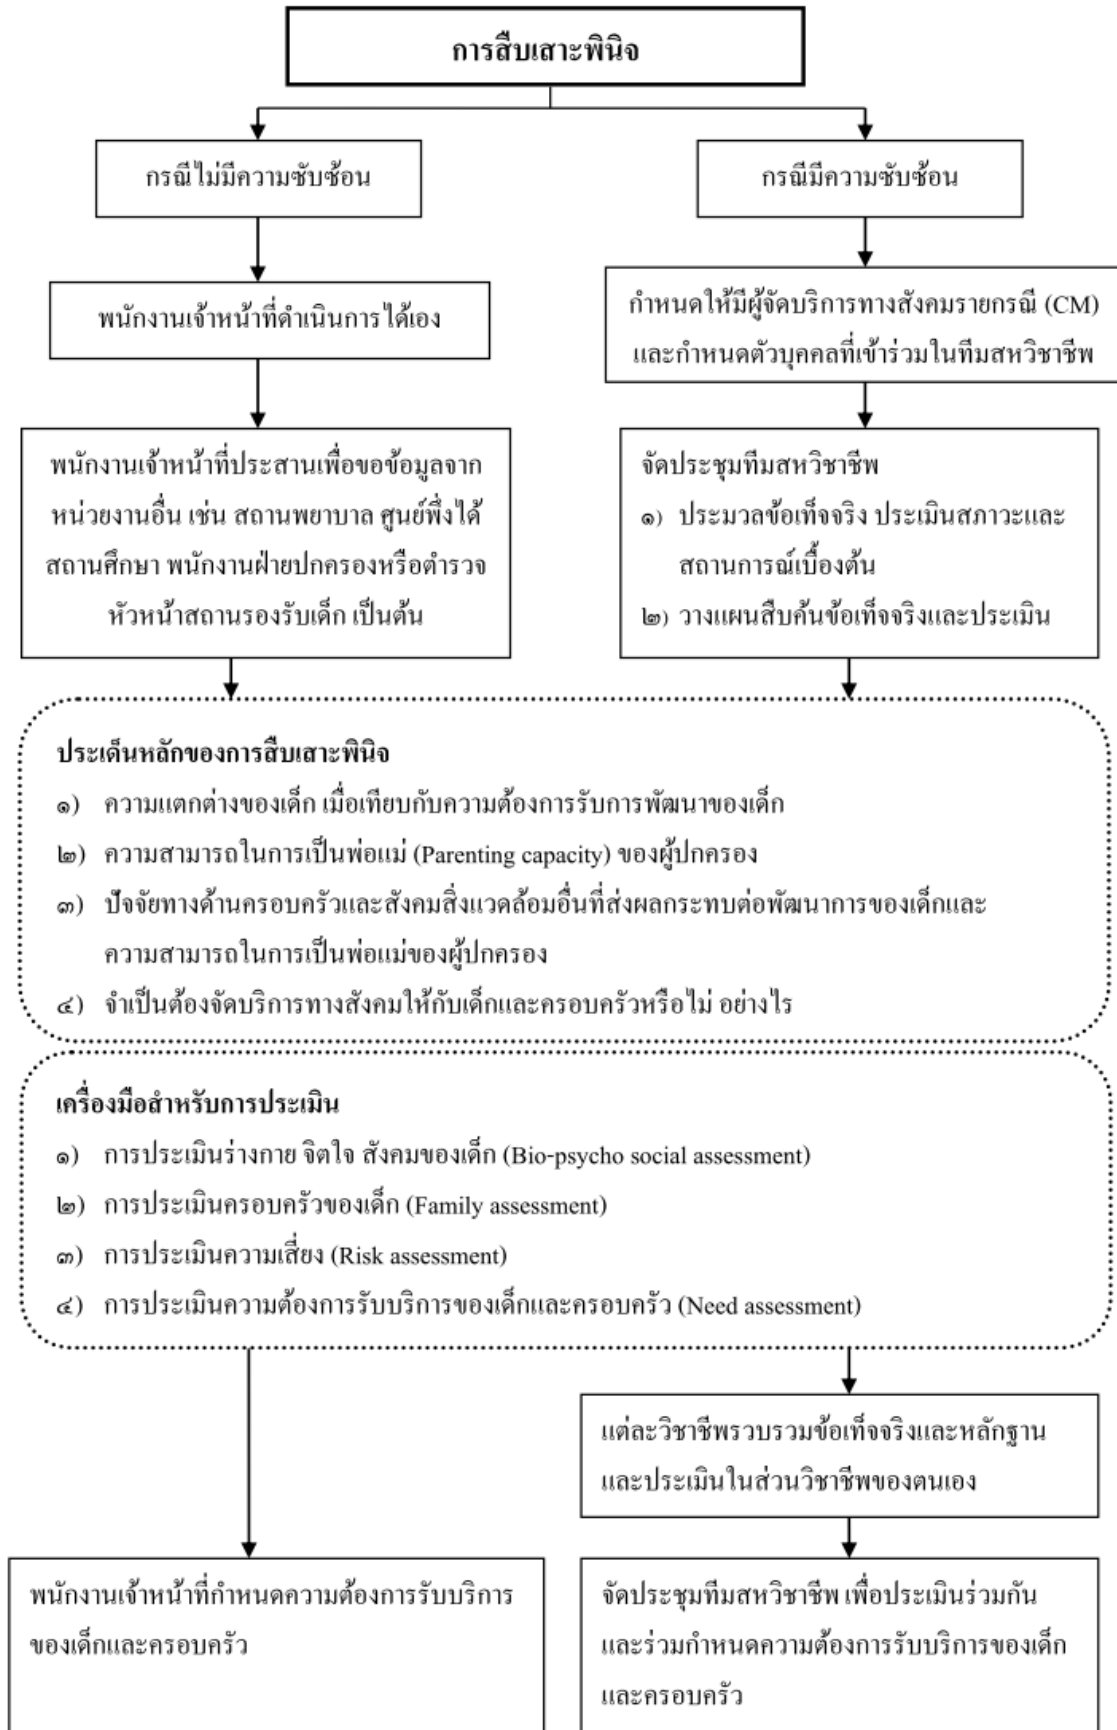 การสืบเสาะพินิจ
กรณีไม่มีความซับซ้อน
กรณีมีความซับซ้อน
พนักงานเจ้าหน้าที่ดำเนินการได้เอง
กำหนดให้มีผู้จัดบริการทางสังคมรายกรณี (CM)
และกำหนดตัวบุคคลที่เข้าร่วมในทีมสหวิชาชีพ
พนักงานเจ้าหน้าที่ประสานเพื่อขอข้อมูลจาก
หน่วยงานอื่น เช่น สถานพยาบาล ศูนย์พึ่งได้
สถานศึกษา พนักงานฝ่ายปกครองหรือตำรวจ
หัวหน้าสถานรองรับเด็ก เป็นต้น
จัดประชุมทีมสหวิชาชีพ
๑) ประมวลข้อเท็จจริง ประเมินสภาวะและ
สถานการณ์เบื้องต้น
๒) วางแผนสืบค้นข้อเท็จจริงและประเมิน
ประเด็นหลักของการสืบเสาะพินิจ
๑) ความแตกต่างของเด็ก เมื่อเทียบกับความต้องการรับการพัฒนาของเด็ก
๒) ความสามารถในการเป็นพ่อแม่ (Parenting capacity) ของผู้ปกครอง
๓) ปัจจัยทางด้านครอบครัวและสังคมสิ่งแวดล้อมอื่นที่ส่งผลกระทบต่อพัฒนาการของเด็กและ
ความสามารถในการเป็นพ่อแม่ของผู้ปกครอง
๔) จำเป็นต้องจัดบริการทางสังคมให้กับเด็กและครอบครัวหรือไม่ อย่างไร
เครื่องมือสำหรับการประเมิน
๑) การประเมินร่างกาย จิตใจ สังคมของเด็ก (Bio-psycho social assessment)
๒) การประเมินครอบครัวของเด็ก (Family assessment)
๓) การประเมินความเสี่ยง (Risk assessment)
๔) การประเมินความต้องการรับบริการของเด็กและครอบครัว (Need assessment)
แต่ละวิชาชีพรวบรวมข้อเท็จจริงและหลักฐาน
และประเมินในส่วนวิชาชีพของตนเอง
พนักงานเจ้าหน้าที่กำหนดความต้องการรับบริการ
ของเด็กและครอบครัว
จัดประชุมทีมสหวิชาชีพ เพื่อประเมินร่วมกัน
และร่วมกำหนดความต้องการรับบริการของเด็ก
และครอบครัว